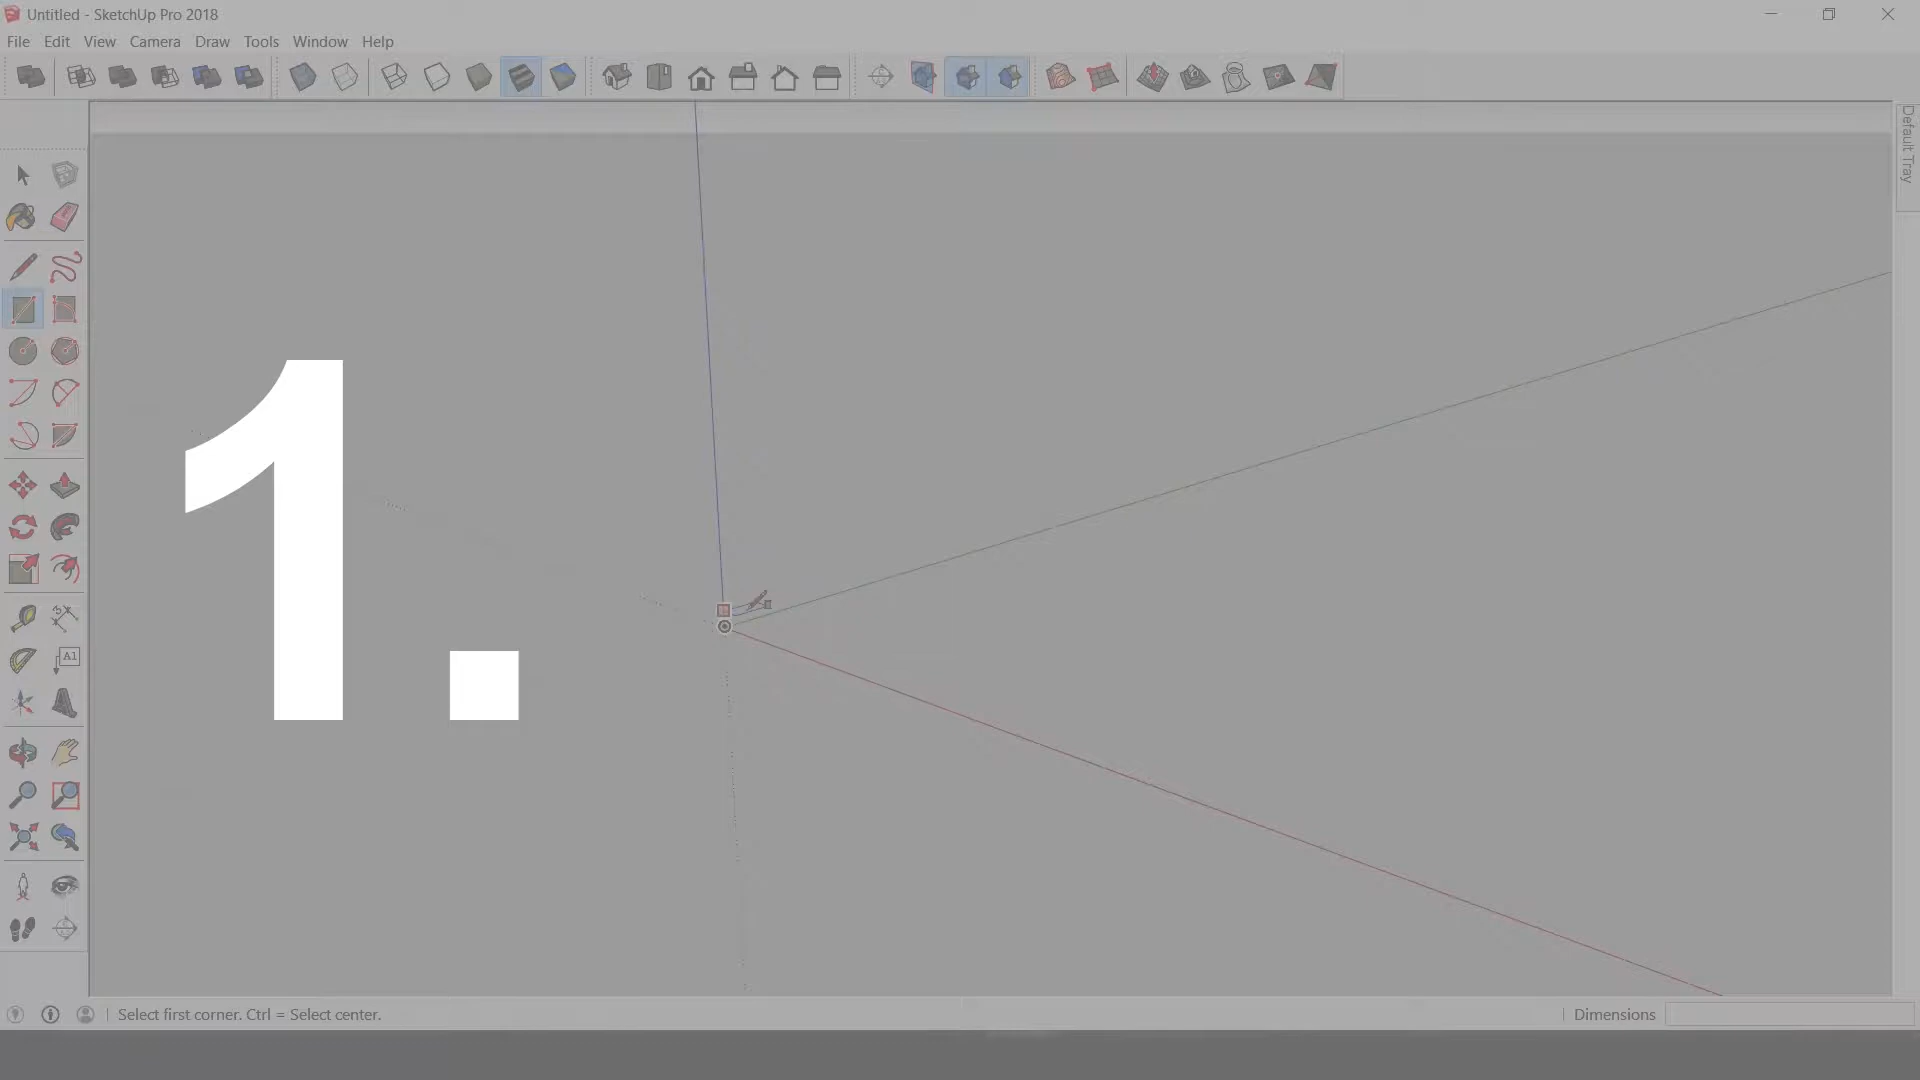 Untitled - SketchUp Pro 2018
File Edit View Camera Draw Tools Window Help
Default Tray
1.
A1
Select first corner. Ctrl = Select center.
Dimensions